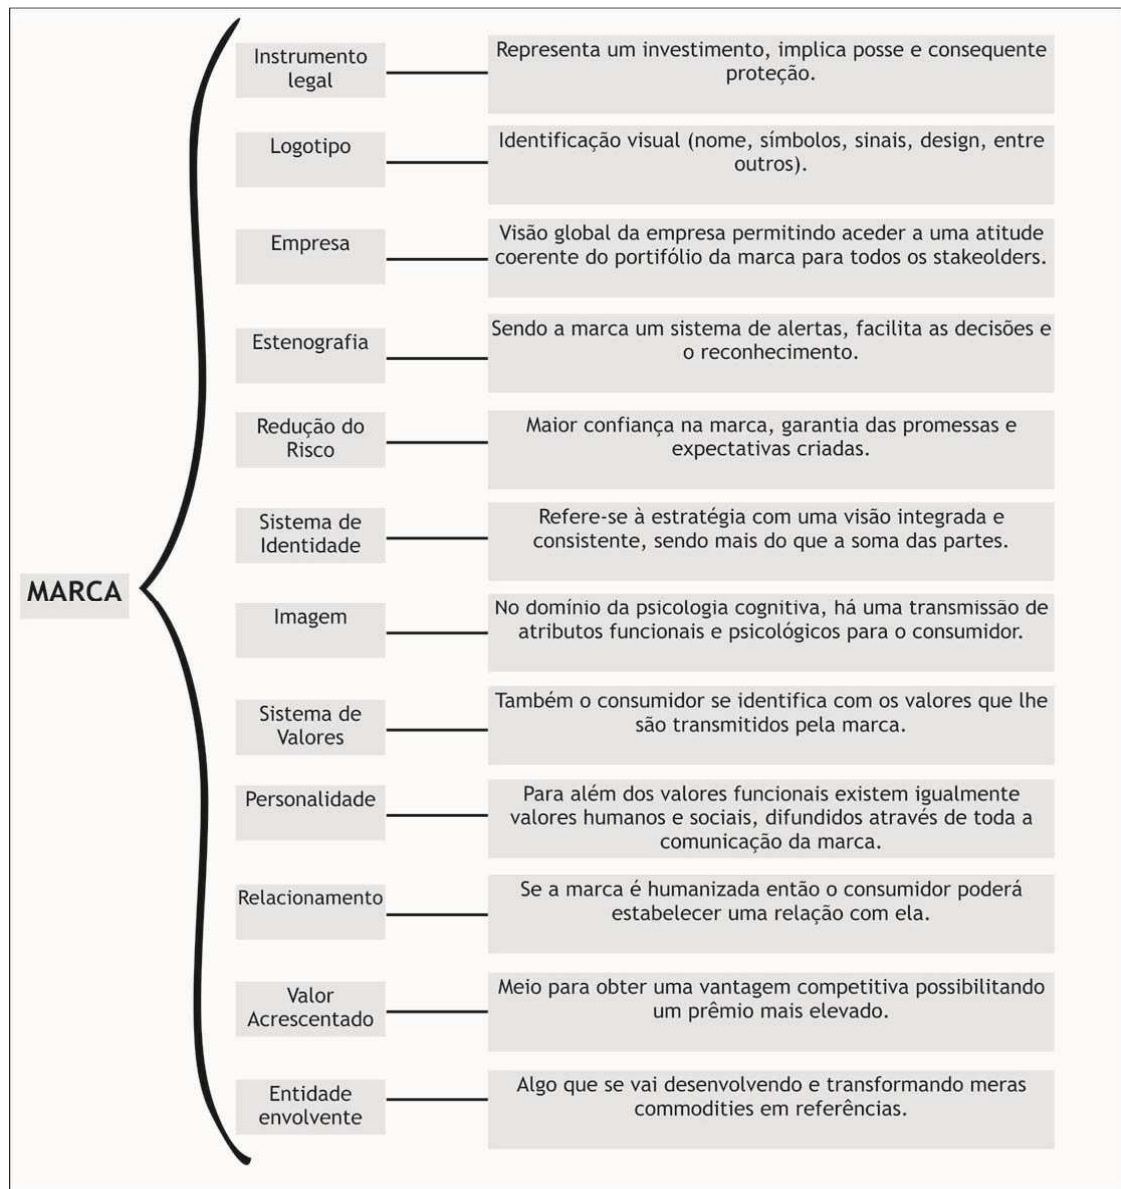 MARCA
Instrumento
legal
Representa um investimento, implica posse e consequente
proteção.
Logotipo
Identificação visual (nome, símbolos, sinais, design, entre
outros).
Empresa
Visão global da empresa permitindo aceder a uma atitude
coerente do portifólio da marca para todos os stakeolders.
Estenografia
Sendo a marca um sistema de alertas, facilita as decisões e
o reconhecimento.
Redução do
Risco
Maior confiança na marca, garantia das promessas e
expectativas criadas.
Sistema de
Identidade
Refere-se à estratégia com uma visão integrada e
consistente, sendo mais do que a soma das partes.
Imagem
No domínio da psicologia cognitiva, há uma transmissão de
atributos funcionais e psicológicos para o consumidor.
Sistema de
Valores
Também o consumidor se identifica com os valores que lhe
são transmitidos pela marca.
Personalidade
Para além dos valores funcionais existem igualmente
valores humanos e sociais, difundidos através de toda a
comunicação da marca.
Relacionamento
Se a marca é humanizada então o consumidor poderá
estabelecer uma relação com ela.
Valor
Acrescentado
Meio para obter uma vantagem competitiva possibilitando
um prêmio mais elevado.
Entidade
envolvente
Algo que se vai desenvolvendo e transformando meras
commodities em referências.